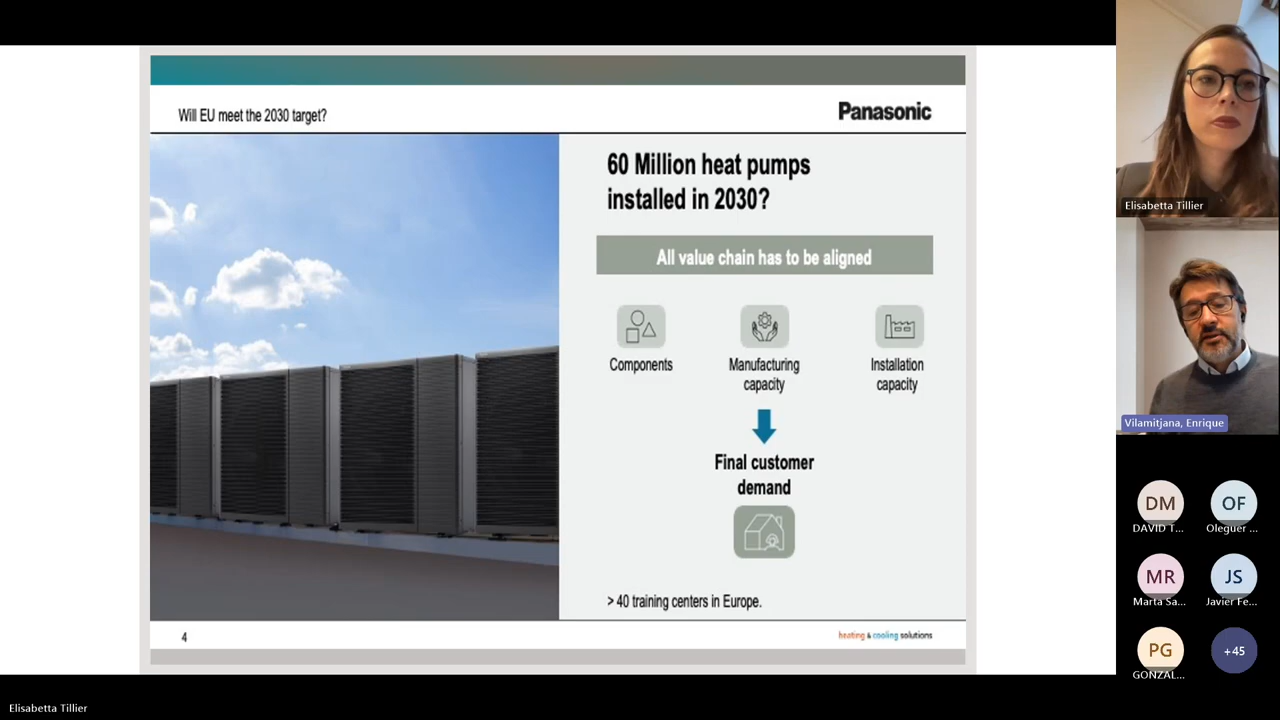 Will EU meet the 2030 target?
Panasonic
60 Million heat pumps
installed in 2030?
All value chain has to be aligned
Components
Manufacturing
capacity
Installation
capacity
Final customer
demand
> 40 training centers in Europe.
4
heating & cooling solutions
Elisabetta Tillier
Vilamitjana, Enrique
DM
DAVID T...
OF
Oleguer ...
MR
Marta Sa...
JS
Javier Fe...
PG
GONZAL...
+45
Elisabetta Tillier